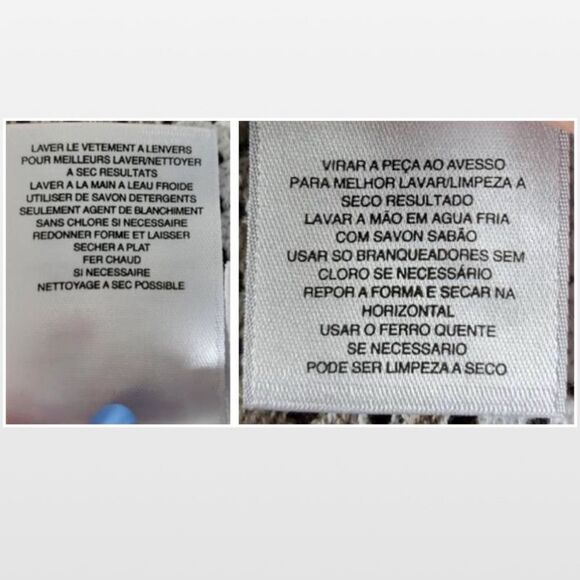 LAVER LE VETEMENT A LENVERS
POUR MEILLEURS LAVER/NETTOYER
A SEC RESULTATS
LAVER A LA MAIN A LEAU FROIDE
UTILISER DE SAVON DETERGENTS
SEULEMENT AGENT DE BLANCHIMENT
SANS CHLORE SI NECESSAIRE
REDONNER FORME ET LAISSER
SECHER A PLAT
FER CHAUD
SI NECESSAIRE
NETTOYAGE A SEC POSSIBLE
VIRAR A PEÇA AO AVESSO
PARA MELHOR LAVAR/LIMPEZA A
SECO RESULTADO
LAVAR A MÃO EM AGUA FRIA
COM SAVON SABÃO
USAR SO BRANQUEADORES SEM
CLORO SE NECESSÁRIO
REPOR A FORMA E SECAR NA
HORIZONTAL
USAR O FERRO QUENTE
SE NECESSARIO
PODE SER LIMPEZA A SECO